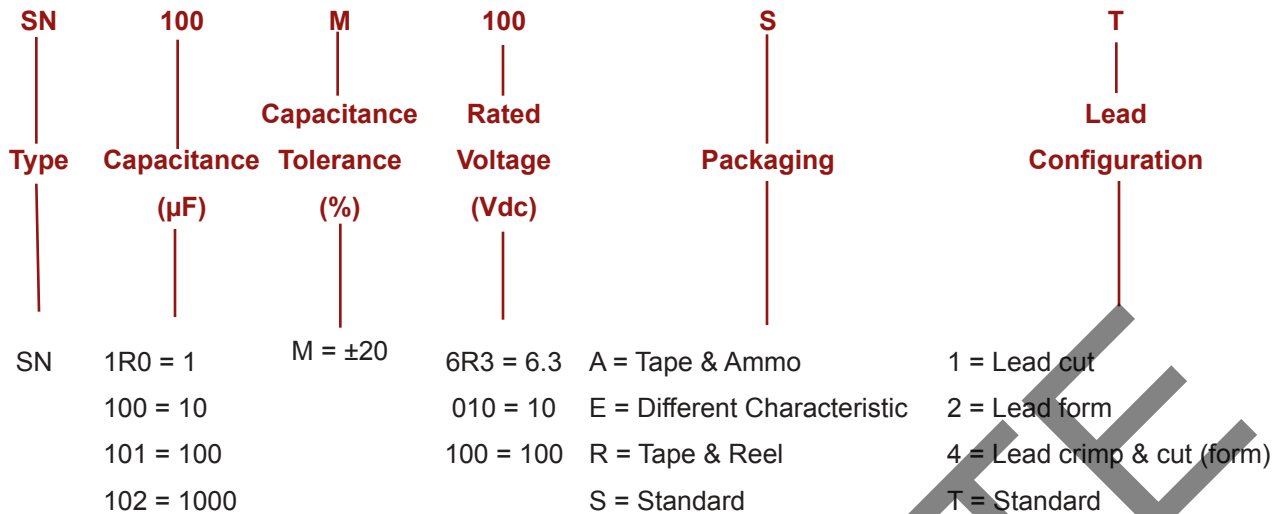 SN 100 M 100 S T
Capacitance Rated Lead
Type Capacitance Tolerance Voltage Packaging Configuration
(µF) (%) (Vdc)
SN 1R0 = 1 M = ±20 6R3 = 6.3 A = Tape & Ammo 1 = Lead cut
100 = 10 010 = 10 E = Different Characteristic 2 = Lead form
101 = 100 100 = 100 R = Tape & Reel 4 = Lead crimp & cut (form)
102 = 1000 S = Standard T = Standard